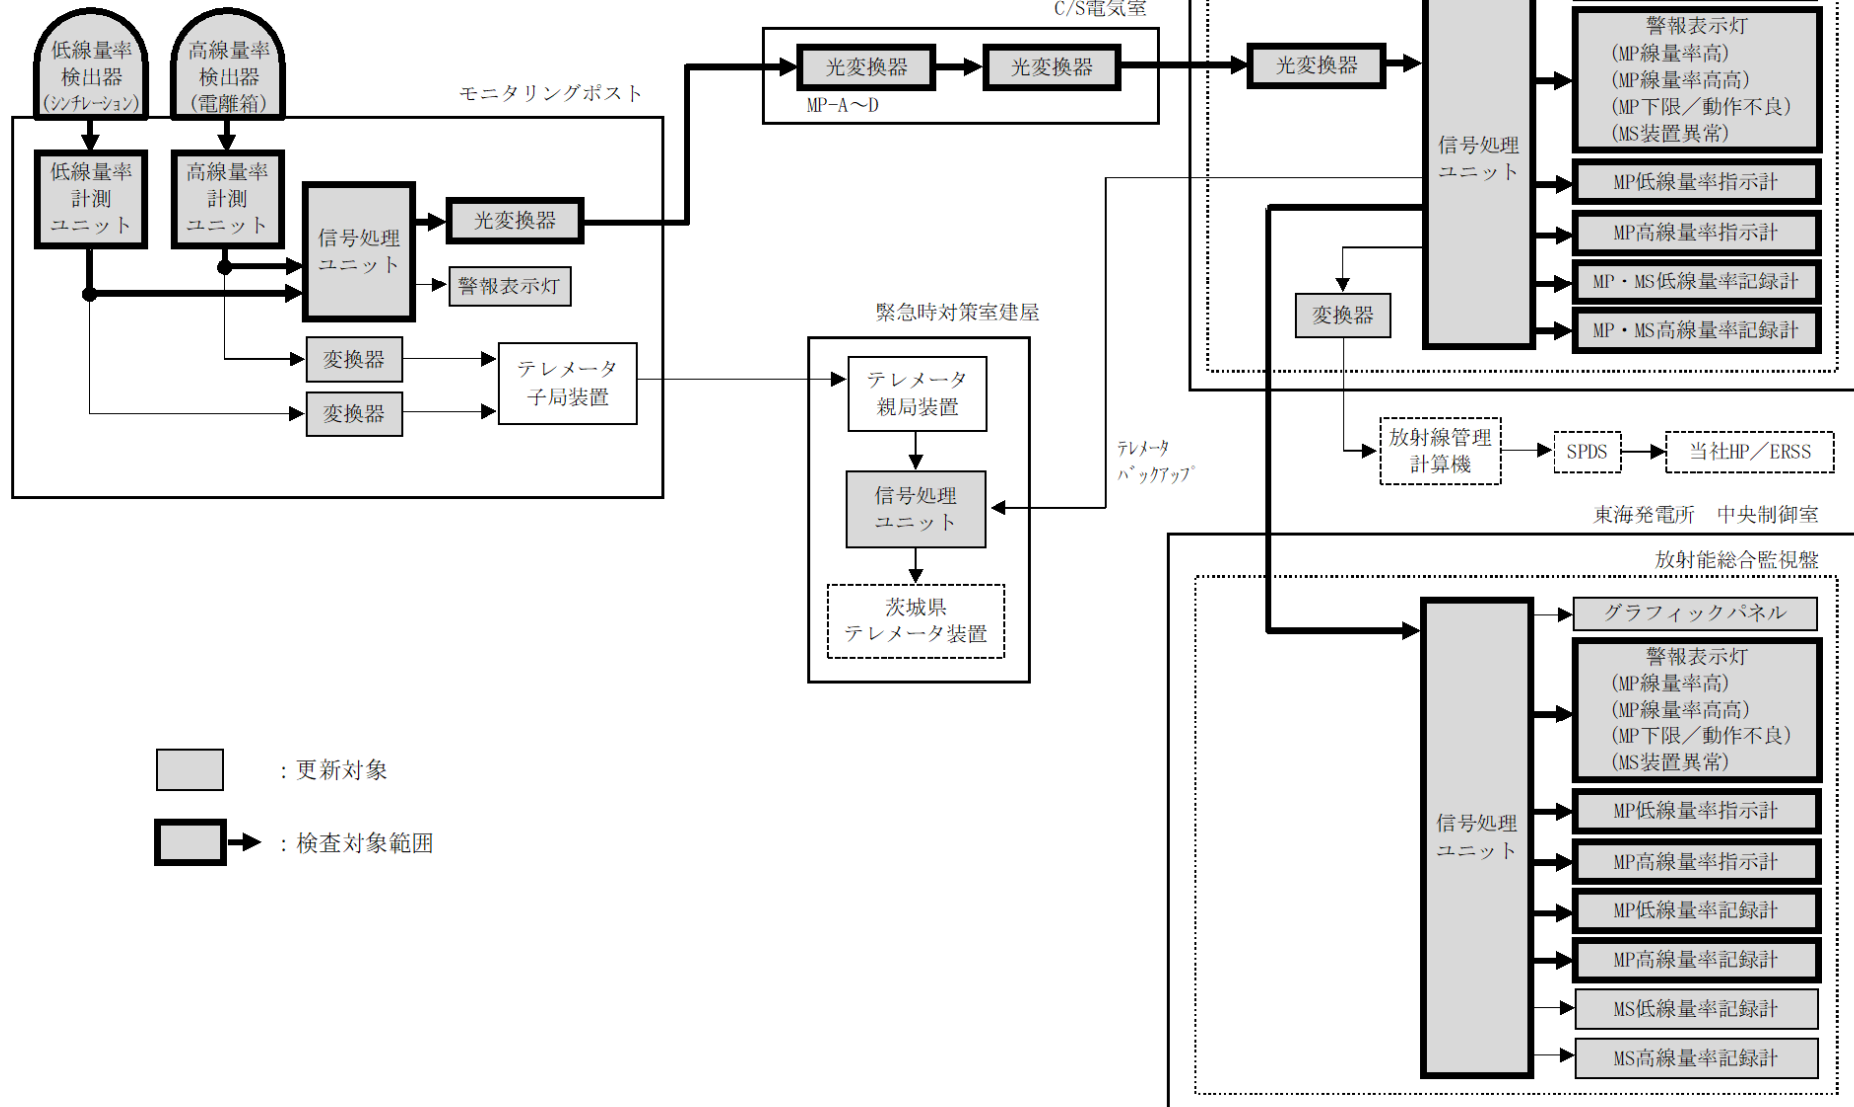 C/S電気室
低線量率
検出器
(シンチレーション)
高線量率
検出器
(電離箱)
モニタリングポスト
光変換器
光変換器
MP-A～D
光変換器
低線量率
計測
ユニット
高線量率
計測
ユニット
信号処理
ユニット
光変換器
警報表示灯
変換器
変換器
テレメータ
子局装置
緊急時対策室建屋
テレメータ
親局装置
信号処理
ユニット
茨城県
テレメータ装置
テレメータ
バックアップ
信号処理
ユニット
警報表示灯
(MP線量率高)
(MP線量率高高)
(MP下限／動作不良)
(MS装置異常)
MP低線量率指示計
MP高線量率指示計
MP・MS低線量率記録計
MP・MS高線量率記録計
変換器
放射線管理
計算機
SPDS
当社HP／ERSS
東海発電所　中央制御室
放射能総合監視盤
信号処理
ユニット
グラフィックパネル
警報表示灯
(MP線量率高)
(MP線量率高高)
(MP下限／動作不良)
(MS装置異常)
MP低線量率指示計
MP高線量率指示計
MP低線量率記録計
MP高線量率記録計
MS低線量率記録計
MS高線量率記録計
：更新対象
：検査対象範囲